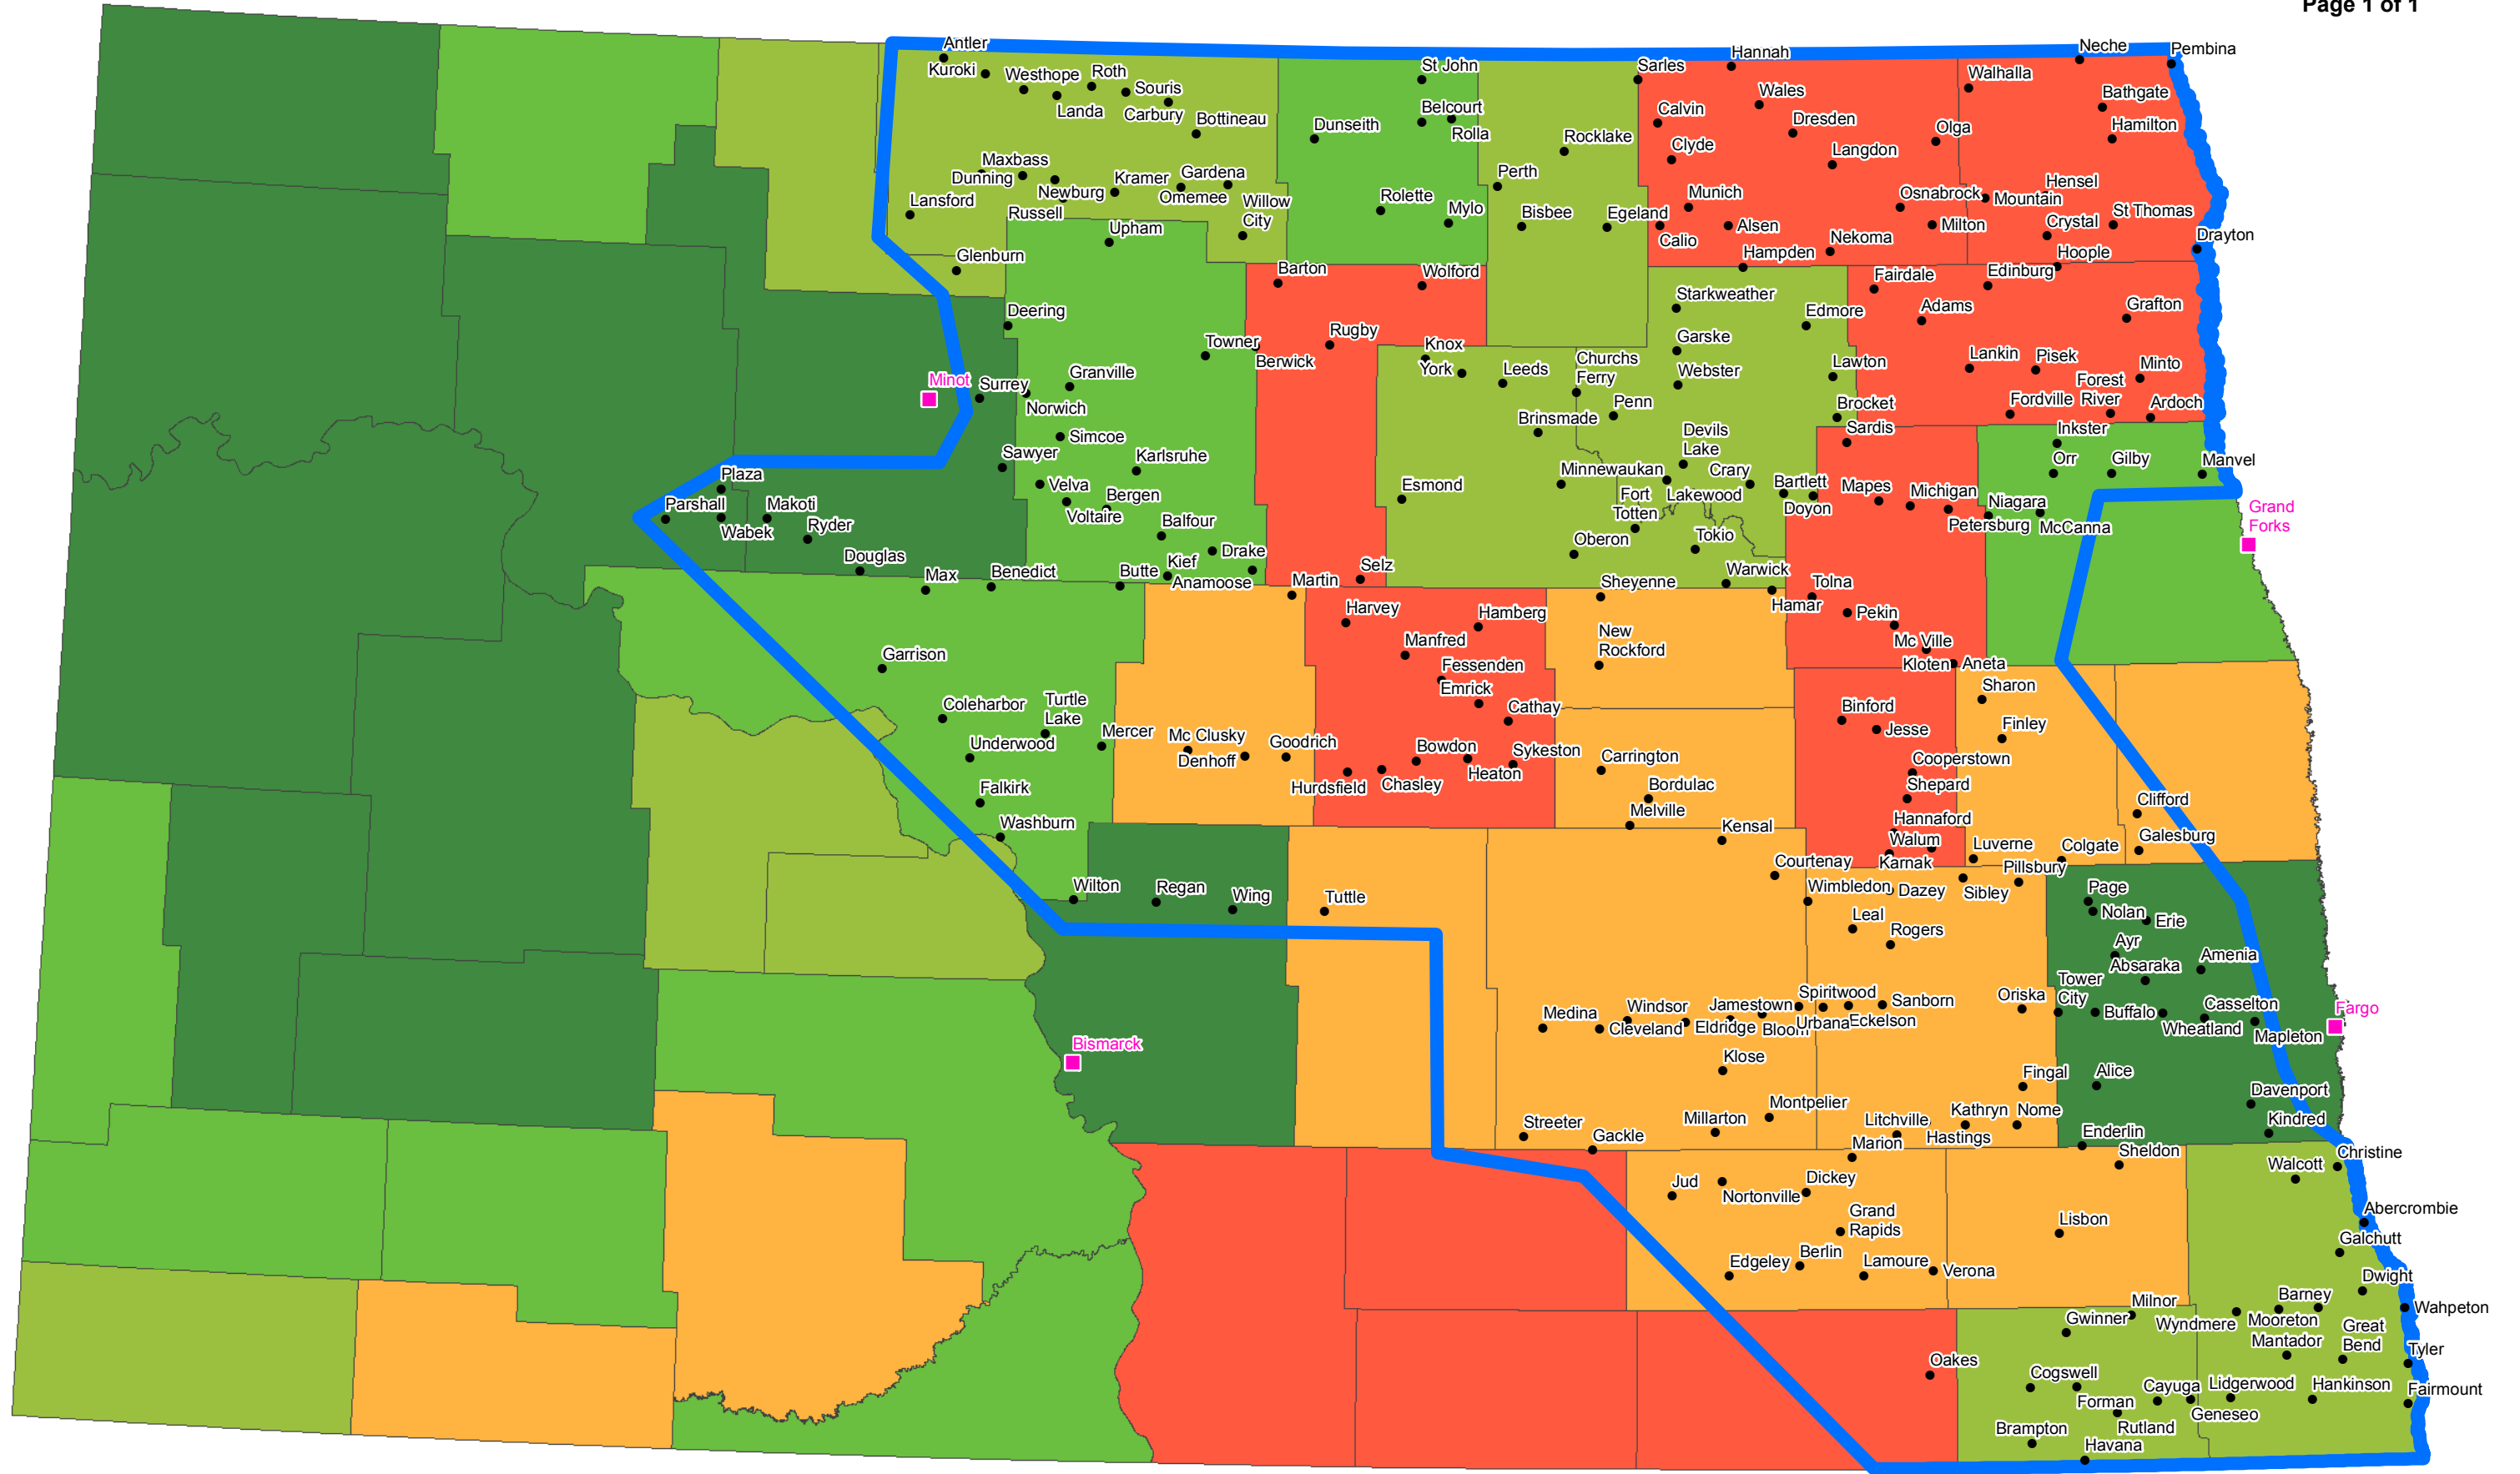 Page 1 of 1
Antler
Kuroki
Westhope
Roth
Landa
Souris
Carbury
Bottineau
St John
Belcourt
Rolla
Dunseith
Sarles
Hannah
Neche
Pembina
Walhalla
Bathgate
Hamilton
Wales
Calvin
Dresden
Clyde
Langdon
Olga
Rocklake
Perth
Maxbass
Dunning
Newburg
Kramer
Gardena
Omemee
Lansford
Russell
Willow
City
Upham
Glenburn
Rolette
Mylo
Bisbee
Egeland
Munich
Calio
Alsen
Osnabrock
Milton
Mountain
Hensel
Crystal
St Thomas
Drayton
Hampden
Nekoma
Hoople
Edinburg
Fairdale
Barton
Wolford
Deering
Starkweather
Edmore
Adams
Grafton
Towner
Berwick
Rugby
Knox
York
Leeds
Churchs
Ferry
Garske
Webster
Lawton
Lankin
Pisek
Minto
Forest
River
Fordville
Ardoch
Minot
Surrey
Granville
Norwich
Brinsmade
Penn
Brocket
Sardis
Simcoe
Sawyer
Karlsruhe
Devils
Lake
Inkster
Orr
Gilby
Manvel
Plaza
Parshall
Wabek
Makoti
Ryder
Douglas
Velva
Voltaire
Bergen
Balfour
Drake
Esmond
Minnewaukan
Crary
Lakewood
Fort
Totten
Bartlett
Doyon
Mapes
Michigan
Petersburg
Niagara
McCanna
Grand
Forks
Oberon
Tokio
Warwick
Max
Benedict
Butte
Kief
Anamoose
Martin
Selz
Sheyenne
Hamar
Tolna
Pekin
Harvey
Hamberg
Manfred
Fessenden
Emrick
Cathay
New
Rockford
Mc Ville
Kloten
Aneta
Sharon
Finley
Garrison
Coleharbor
Turtle
Lake
Underwood
Mercer
Mc Clusky
Denhoff
Goodrich
Hurdsfield
Chasley
Bowdon
Heaton
Sykeston
Carrington
Bordulac
Melville
Binford
Jesse
Cooperstown
Shepard
Hannaford
Walum
Karnak
Clifford
Galesburg
Luverne
Colgate
Pillsbury
Falkirk
Washburn
Kensal
Courtenay
Wimbledon
Dazey
Sibley
Page
Nolan
Erie
Wilton
Regan
Wing
Tuttle
Leal
Rogers
Ayr
Absaraka
Amenia
Bismarck
Medina
Windsor
Cleveland
Eldridge
Jamestown
Bloom
Spiritwood
Urbana
Eckelson
Sanborn
Oriska
Tower
City
Buffalo
Wheatland
Casselton
Mapleton
Fargo
Klose
Fingal
Alice
Davenport
Kindred
Streeter
Gackle
Millarton
Montpelier
Litchville
Marion
Hastings
Kathryn
Nome
Enderlin
Sheldon
Walcott
Christine
Jud
Nortonville
Dickey
Grand
Rapids
Lisbon
Abercrombie
Galchutt
Edgeley
Berlin
Lamoure
Verona
Dwight
Milnor
Gwinner
Wyndmere
Barney
Mooreton
Wahpeton
Mantador
Great
Bend
Tyler
Oakes
Cogswell
Forman
Cayuga
Rutland
Geneseo
Lidgerwood
Hankinson
Fairmount
Brampton
Havana